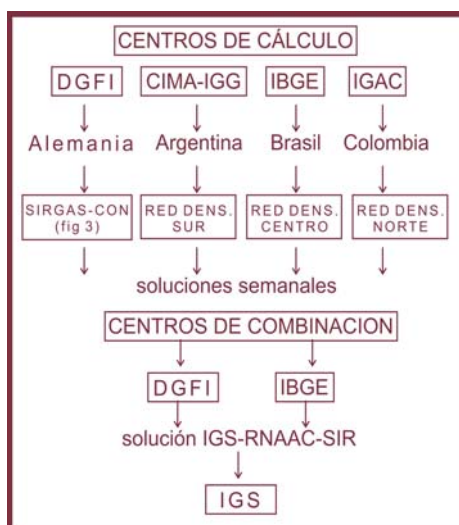 CENTROS DE CÁLCULO
DGFI CIMA-IGG IBGE IGAC
Alemania Argentina Brasil Colombia
SIRGAS-CON RED DENS. RED DENS. RED DENS.
(fig 3) SUR CENTRO NORTE
soluciones semanales
CENTROS DE COMBINACION
DGFI IBGE
solución IGS-RNAAC-SIR
IGS